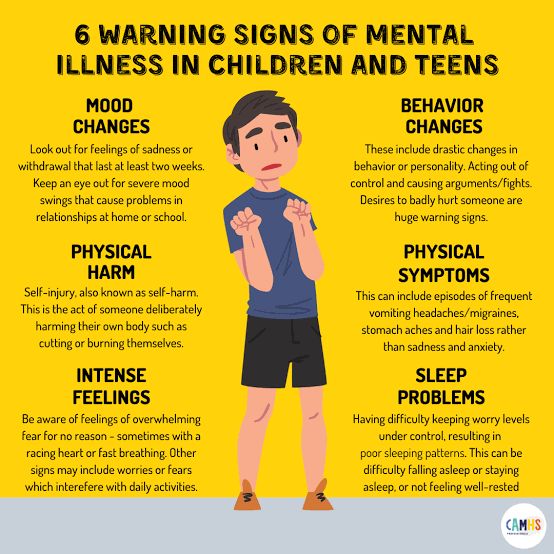 6 WARNING SIGNS OF MENTAL
ILLNESS IN CHILDREN AND TEENS
MOOD
CHANGES
Look out for feelings of sadness or
withdrawal that last at least two weeks.
Keep an eye out for severe mood
swings that cause problems in
relationships at home or school.
BEHAVIOR
CHANGES
These include drastic changes in
behavior or personality. Acting out of
control and causing arguments/fights.
Desires to badly hurt someone are
huge warning signs.
PHYSICAL
HARM
Self-injury, also known as self-harm.
This is the act of someone deliberately
harming their own body such as
cutting or burning themselves.
PHYSICAL
SYMPTOMS
This can include episodes of frequent
vomiting headaches/migraines,
stomach aches and hair loss rather
than sadness and anxiety.
INTENSE
FEELINGS
Be aware of feelings of overwhelming
fear for no reason - sometimes with a
racing heart or fast breathing. Other
signs may include worries or fears
which interefere with daily activities.
SLEEP
PROBLEMS
Having difficulty keeping worry levels
under control, resulting in
poor sleeping patterns. This can be
difficulty falling asleep or staying
asleep, or not feeling well-rested
CAMHS